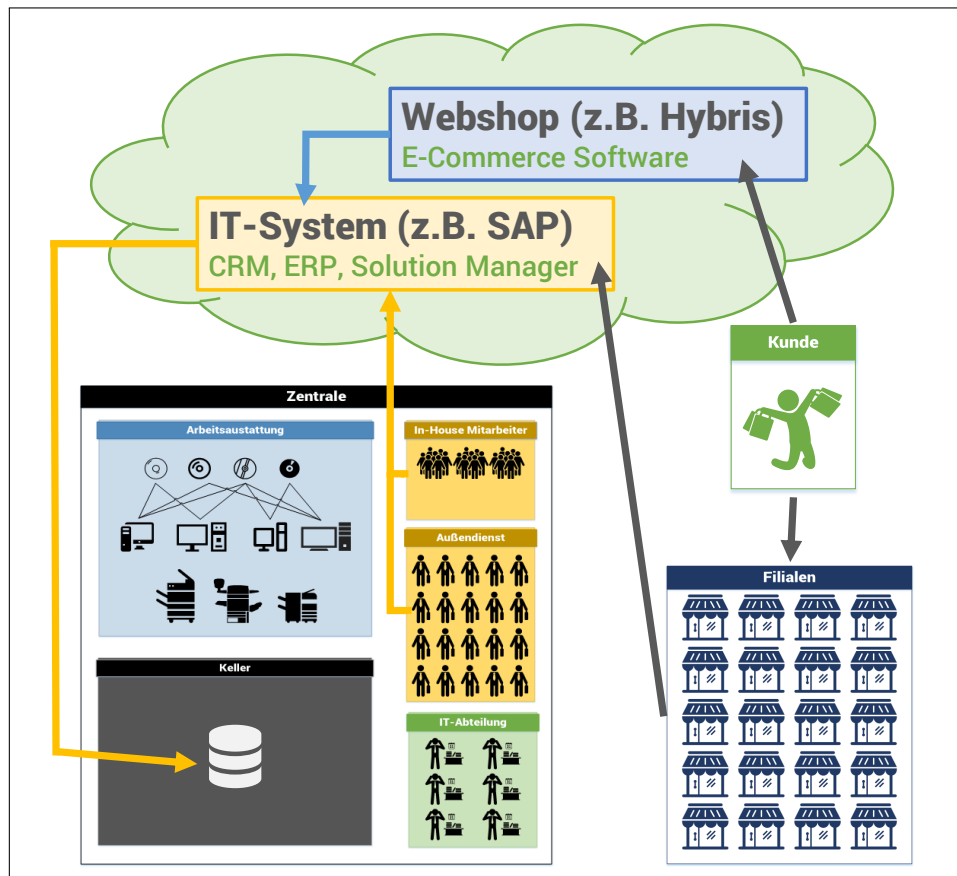 Webshop (z.B. Hybris)
E-Commerce Software
IT-System (z.B. SAP)
CRM, ERP, Solution Manager
Kunde
Zentrale
Arbeitsaustattung
In-House Mitarbeiter
Außendienst
Keller
IT-Abteilung
Filialen